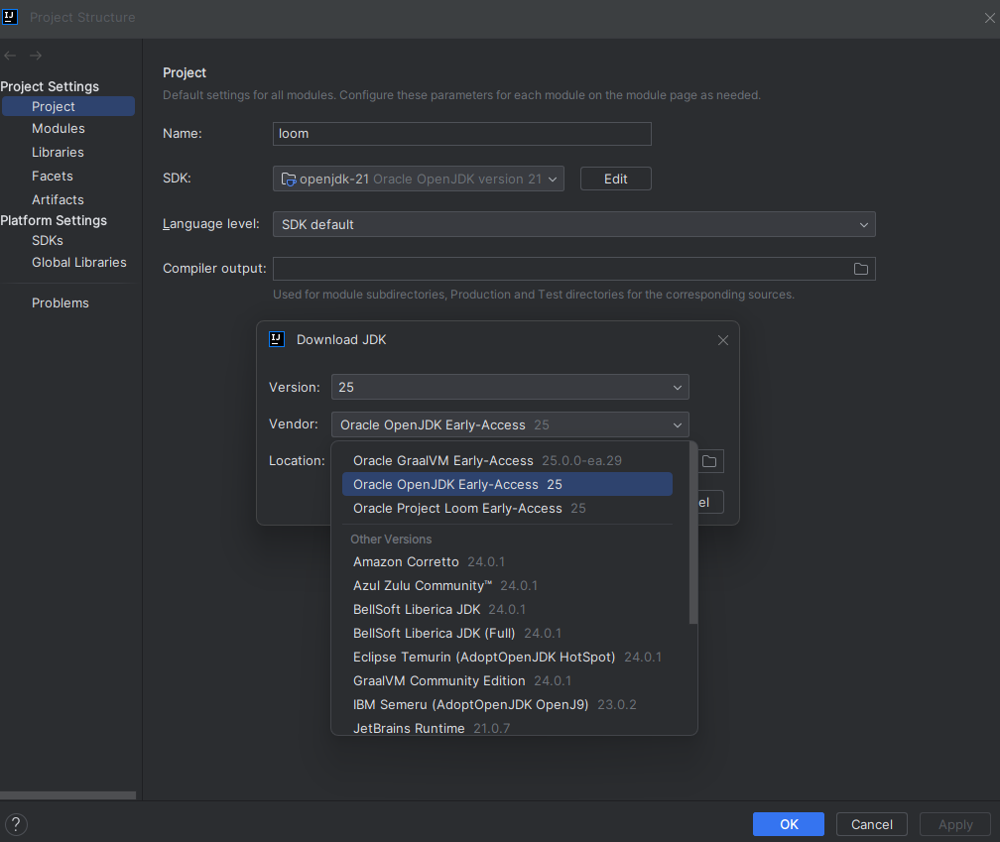 Project Structure
Project Settings
Project
Modules
Libraries
Facets
Artifacts
Platform Settings
SDKs
Global Libraries
Problems
Project
Default settings for all modules. Configure these parameters for each module on the module page as needed.
Name: loom
SDK: openjdk-21 Oracle OpenJDK version 21 Edit
Language level: SDK default
Compiler output:
Used for module subdirectories, Production and Test directories for the corresponding sources.
IJ Download JDK
Version: 25
Vendor: Oracle OpenJDK Early-Access 25
Location:
Oracle GraalVM Early-Access 25.0.0-ea.29
Oracle OpenJDK Early-Access 25
Oracle Project Loom Early-Access 25
el
Other Versions
Amazon Corretto 24.0.1
Azul Zulu Community™ 24.0.1
BellSoft Liberica JDK 24.0.1
BellSoft Liberica JDK (Full) 24.0.1
Eclipse Temurin (AdoptOpenJDK HotSpot) 24.0.1
GraalVM Community Edition 24.0.1
IBM Semeru (AdoptOpenJDK OpenJ9) 23.0.2
JetBrains Runtime 21.0.7
? OK Cancel Apply